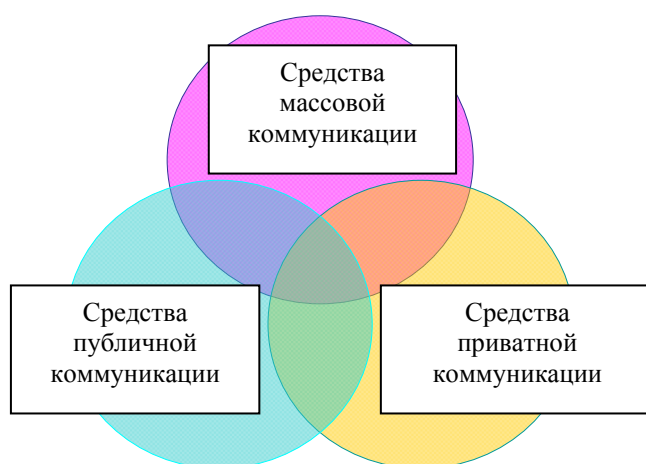 Средства
массовой
коммуникации
Средства
публичной
коммуникации
Средства
приватной
коммуникации